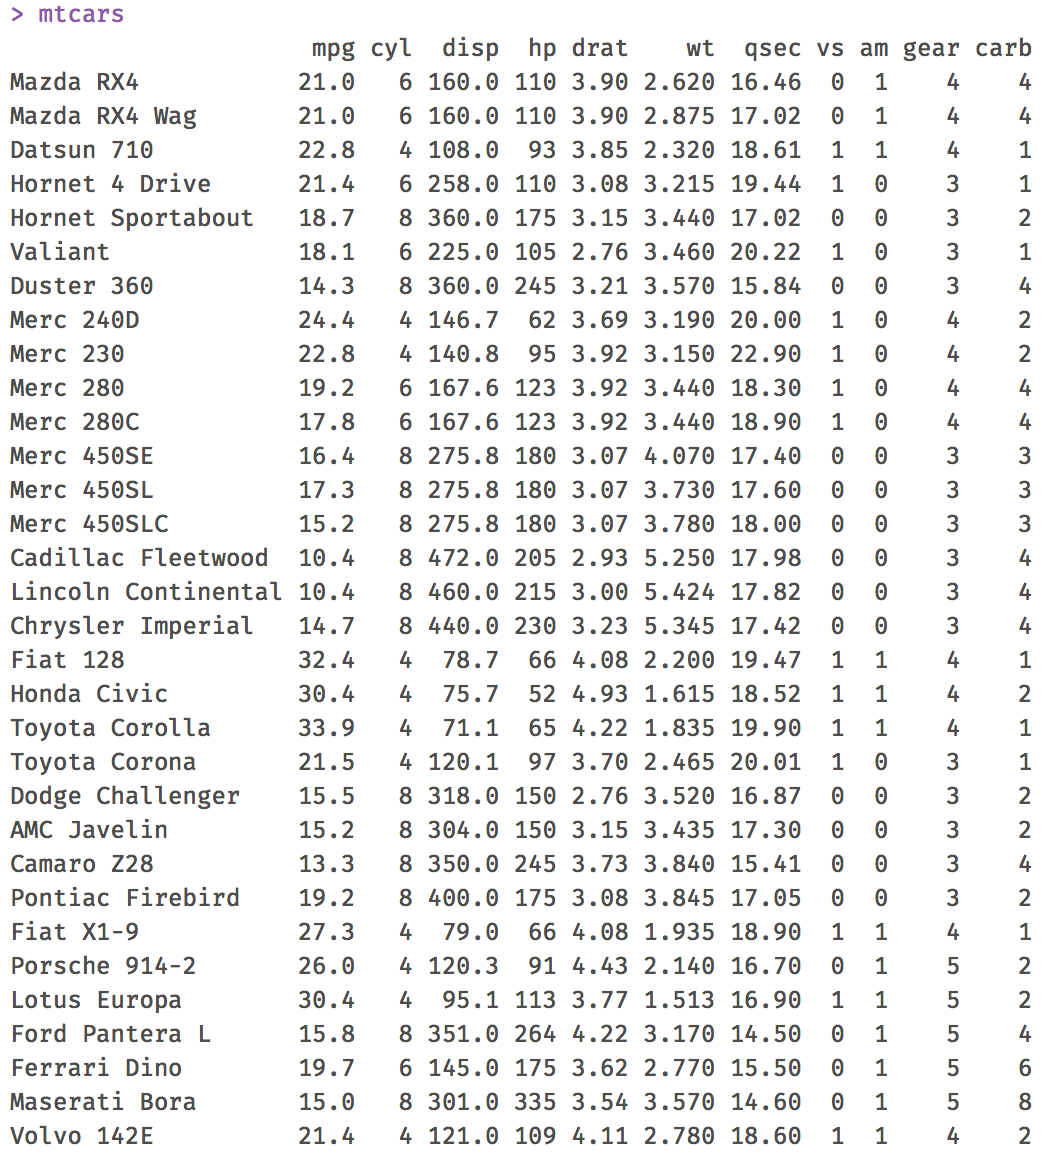 > mtcars
                     mpg cyl  disp  hp drat    wt  qsec vs am gear carb
Mazda RX4           21.0   6 160.0 110 3.90 2.620 16.46  0  1    4    4
Mazda RX4 Wag       21.0   6 160.0 110 3.90 2.875 17.02  0  1    4    4
Datsun 710          22.8   4 108.0  93 3.85 2.320 18.61  1  1    4    1
Hornet 4 Drive      21.4   6 258.0 110 3.08 3.215 19.44  1  0    3    1
Hornet Sportabout   18.7   8 360.0 175 3.15 3.440 17.02  0  0    3    2
Valiant             18.1   6 225.0 105 2.76 3.460 20.22  1  0    3    1
Duster 360          14.3   8 360.0 245 3.21 3.570 15.84  0  0    3    4
Merc 240D           24.4   4 146.7  62 3.69 3.190 20.00  1  0    4    2
Merc 230            22.8   4 140.8  95 3.92 3.150 22.90  1  0    4    2
Merc 280            19.2   6 167.6 123 3.92 3.440 18.30  1  0    4    4
Merc 280C           17.8   6 167.6 123 3.92 3.440 18.90  1  0    4    4
Merc 450SE          16.4   8 275.8 180 3.07 4.070 17.40  0  0    3    3
Merc 450SL          17.3   8 275.8 180 3.07 3.730 17.60  0  0    3    3
Merc 450SLC         15.2   8 275.8 180 3.07 3.780 18.00  0  0    3    3
Cadillac Fleetwood  10.4   8 472.0 205 2.93 5.250 17.98  0  0    3    4
Lincoln Continental 10.4   8 460.0 215 3.00 5.424 17.82  0  0    3    4
Chrysler Imperial   14.7   8 440.0 230 3.23 5.345 17.42  0  0    3    4
Fiat 128            32.4   4  78.7  66 4.08 2.200 19.47  1  1    4    1
Honda Civic         30.4   4  75.7  52 4.93 1.615 18.52  1  1    4    2
Toyota Corolla      33.9   4  71.1  65 4.22 1.835 19.90  1  1    4    1
Toyota Corona       21.5   4 120.1  97 3.70 2.465 20.01  1  0    3    1
Dodge Challenger    15.5   8 318.0 150 2.76 3.520 16.87  0  0    3    2
AMC Javelin         15.2   8 304.0 150 3.15 3.435 17.30  0  0    3    2
Camaro Z28          13.3   8 350.0 245 3.73 3.840 15.41  0  0    3    4
Pontiac Firebird    19.2   8 400.0 175 3.08 3.845 17.05  0  0    3    2
Fiat X1-9           27.3   4  79.0  66 4.08 1.935 18.90  1  1    4    1
Porsche 914-2       26.0   4 120.3  91 4.43 2.140 16.70  0  1    5    2
Lotus Europa        30.4   4  95.1 113 3.77 1.513 16.90  1  1    5    2
Ford Pantera L      15.8   8 351.0 264 4.22 3.170 14.50  0  1    5    4
Ferrari Dino        19.7   6 145.0 175 3.62 2.770 15.50  0  1    5    6
Maserati Bora       15.0   8 301.0 335 3.54 3.570 14.60  0  1    5    8
Volvo 142E          21.4   4 121.0 109 4.11 2.780 18.60  1  1    4    2